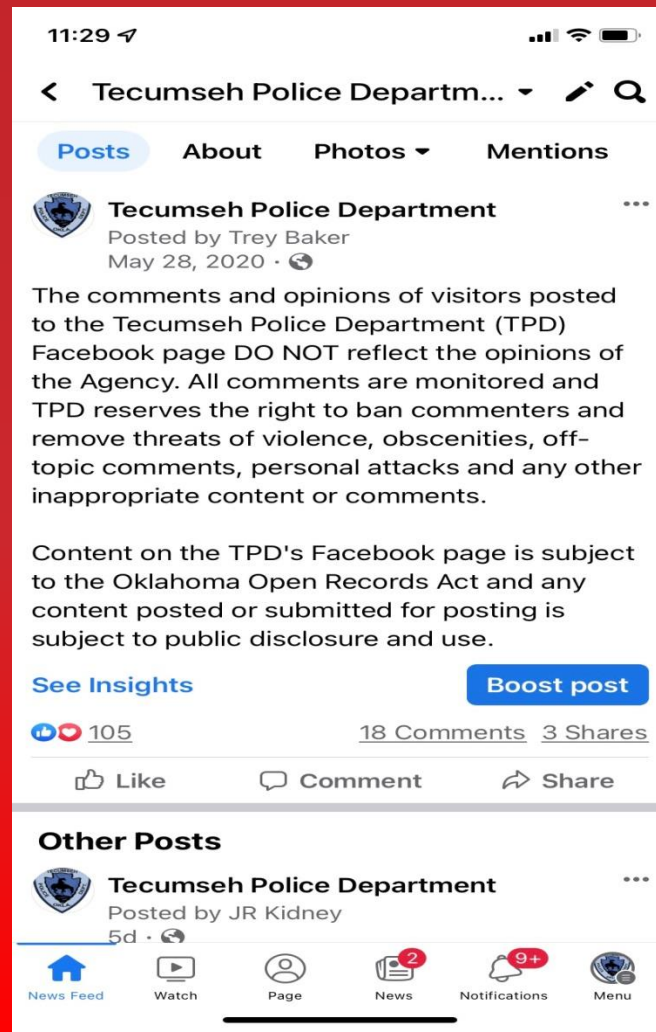 11:29
Tecumseh Police Departm...
Posts About Photos Mentions
Tecumseh Police Department
Posted by Trey Baker
May 28, 2020 ·
The comments and opinions of visitors posted
to the Tecumseh Police Department (TPD)
Facebook page DO NOT reflect the opinions of
the Agency. All comments are monitored and
TPD reserves the right to ban commenters and
remove threats of violence, obscenities, off-
topic comments, personal attacks and any other
inappropriate content or comments.
Content on the TPD's Facebook page is subject
to the Oklahoma Open Records Act and any
content posted or submitted for posting is
subject to public disclosure and use.
See Insights Boost post
105 18 Comments 3 Shares
Like Comment Share
Other Posts
Tecumseh Police Department
Posted by JR Kidney
5d ·
2 9+
News Feed Watch Page News Notifications Menu